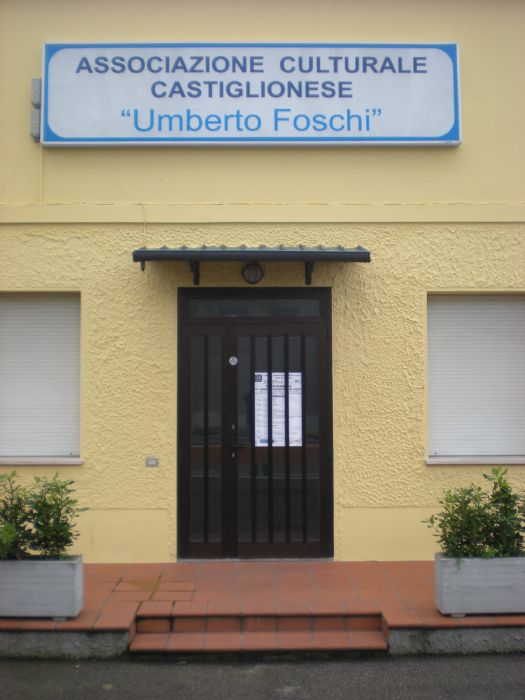 ASSOCIAZIONE CULTURALE
CASTIGLIONESE
“Umberto Foschi”